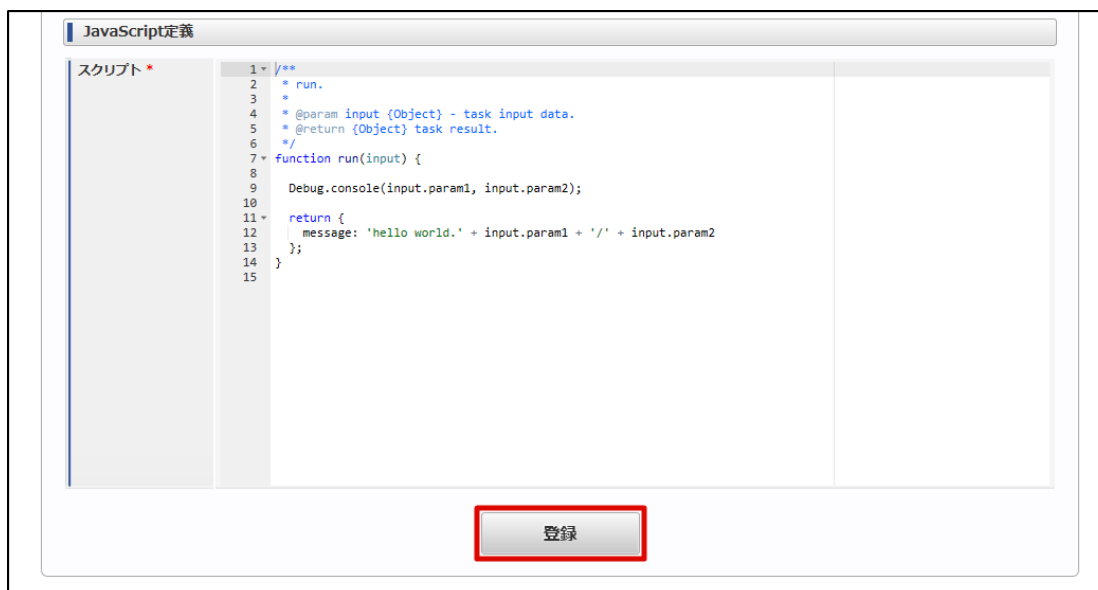 JavaScript定義
スクリプト *
1 /**
2  * run.
3  *
4  * @param input {Object} - task input data.
5  * @return {Object} task result.
6  */
7 function run(input) {
8
9   Debug.console(input.param1, input.param2);
10
11   return {
12     message: 'hello world.' + input.param1 + '/' + input.param2
13   };
14 }
15
登録